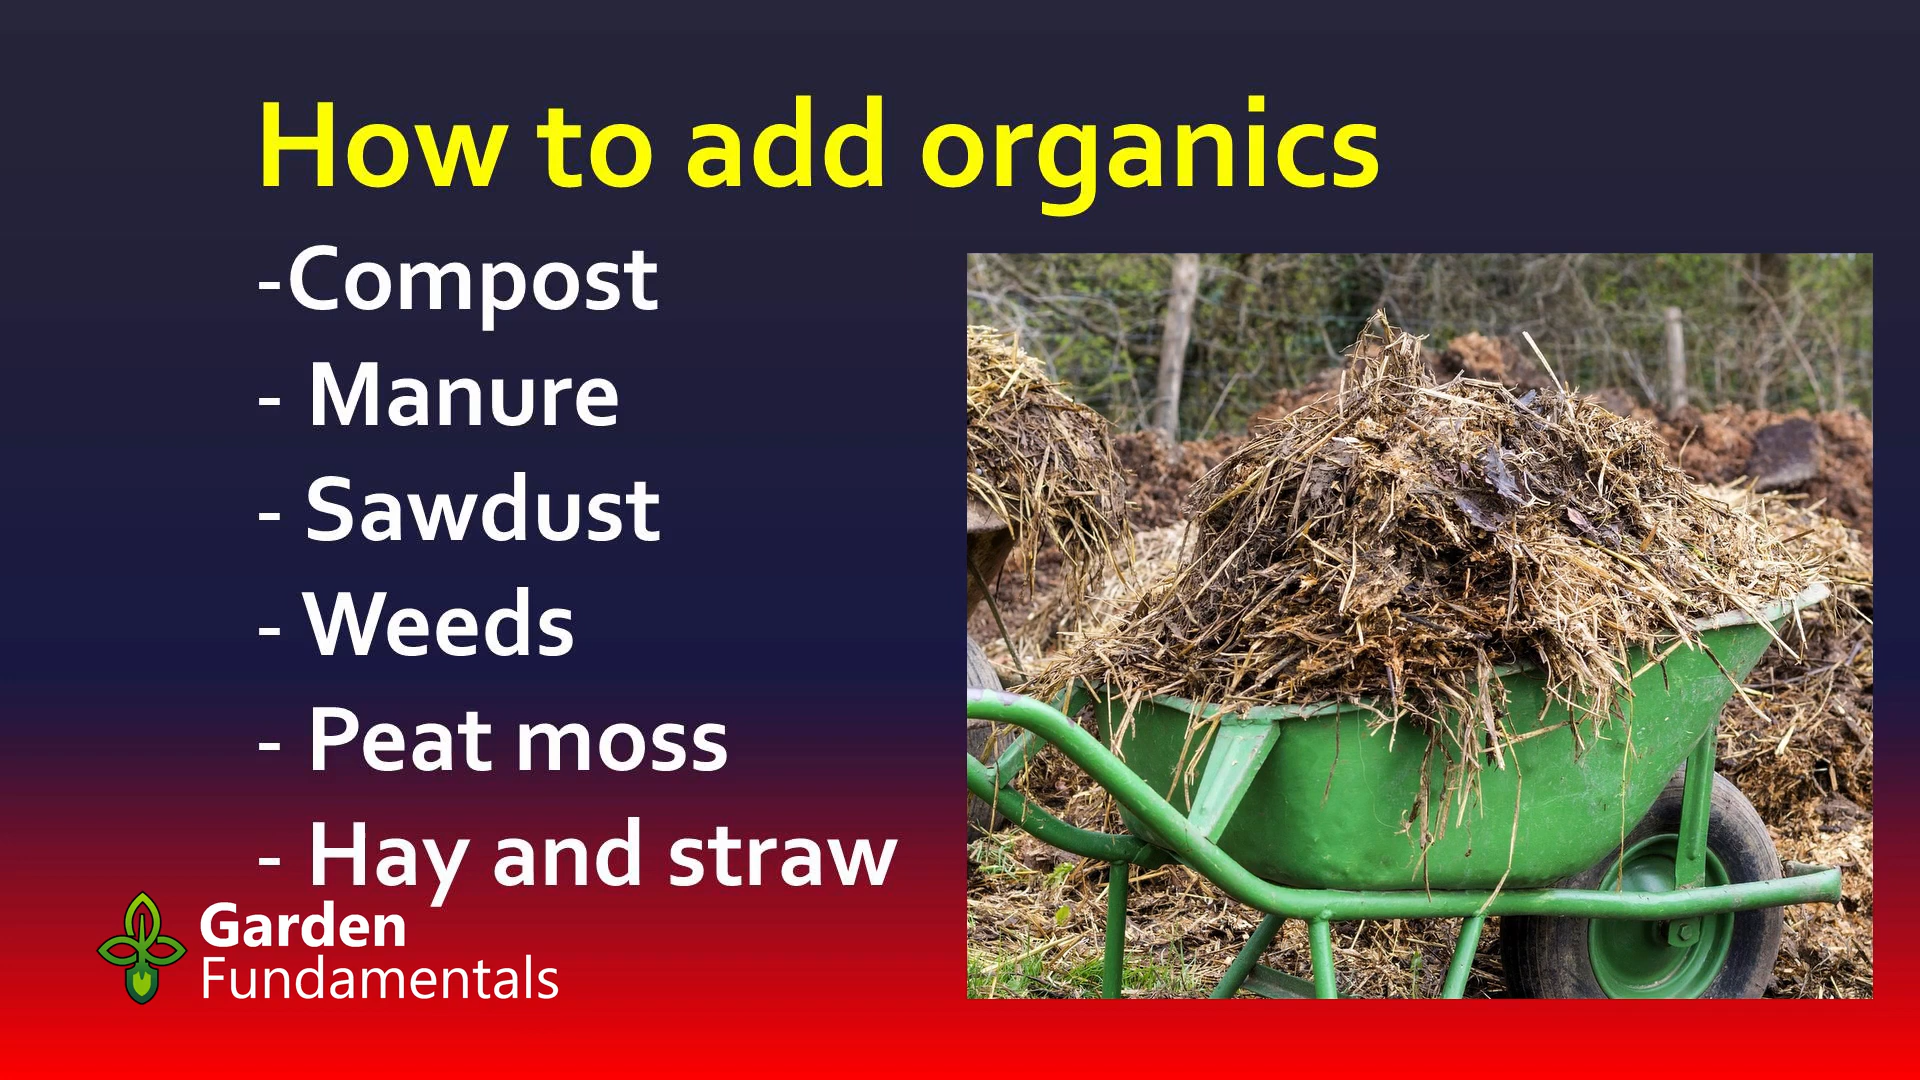 How to add organics
-Compost
- Manure
- Sawdust
- Weeds
- Peat moss
- Hay and straw
Garden
Fundamentals